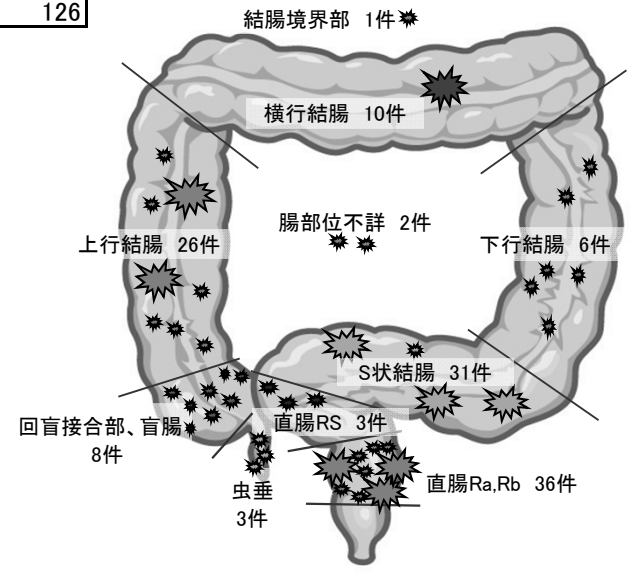 126
結腸境界部 1件
横行結腸 10件
腸部位不詳 2件
上行結腸 26件
下行結腸 6件
S状結腸 31件
直腸RS 3件
回盲接合部、盲腸
8件
虫垂
3件
直腸Ra,Rb 36件